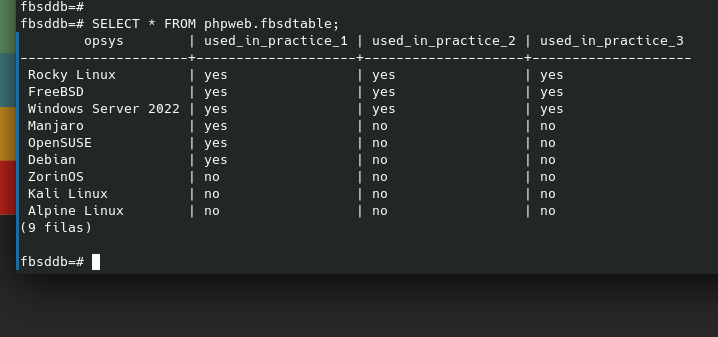 fbsddb=#
fbsddb=# SELECT * FROM phpweb.fbsdtable;
        opsys        | used_in_practice_1 | used_in_practice_2 | used_in_practice_3
---------------------+--------------------+--------------------+--------------------
 Rocky Linux         | yes                | yes                | yes
 FreeBSD             | yes                | yes                | yes
 Windows Server 2022 | yes                | yes                | yes
 Manjaro             | yes                | no                 | no
 OpenSUSE            | yes                | no                 | no
 Debian              | yes                | no                 | no
 ZorinOS             | no                 | no                 | no
 Kali Linux          | no                 | no                 | no
 Alpine Linux        | no                 | no                 | no
(9 filas)
fbsddb=#